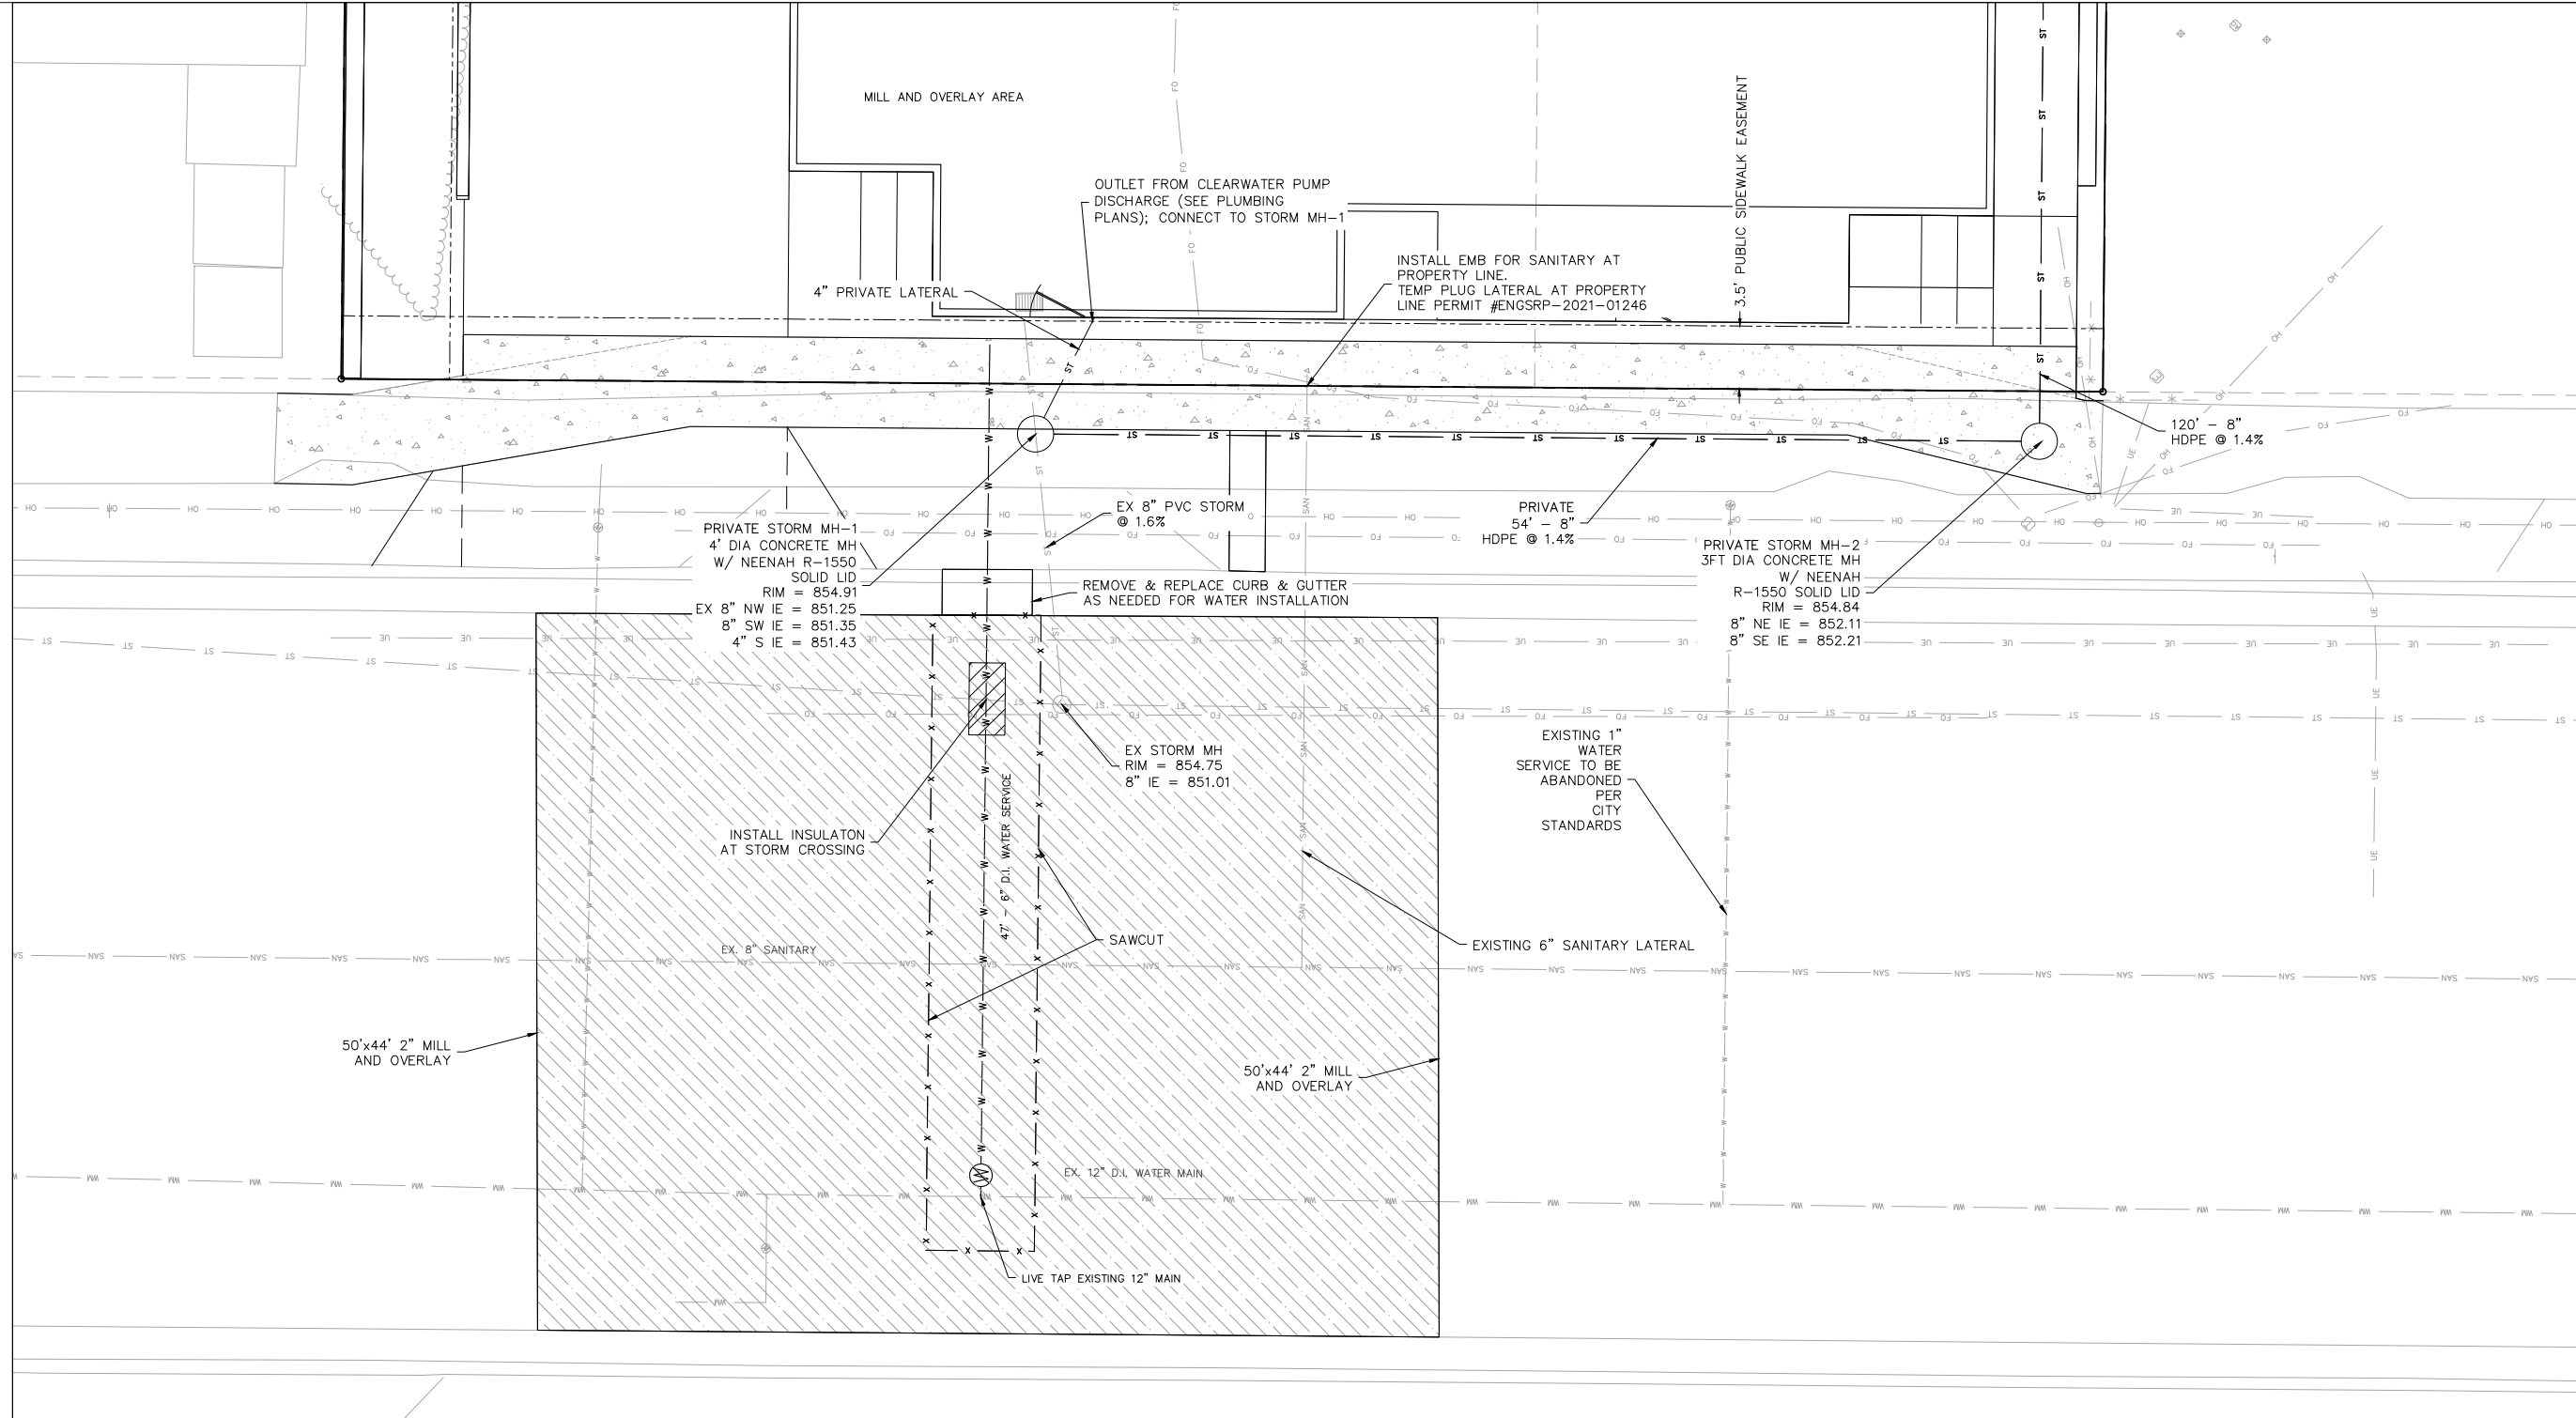 MILL AND OVERLAY AREA
3.5' PUBLIC SIDEWALK EASEMENT
OUTLET FROM CLEARWATER PUMP
DISCHARGE (SEE PLUMBING
PLANS); CONNECT TO STORM MH-1
INSTALL EMB FOR SANITARY AT
PROPERTY LINE.
TEMP PLUG LATERAL AT PROPERTY
LINE PERMIT #ENGSRP-2021-01246
4" PRIVATE LATERAL
120' - 8"
HDPE @ 1.4%
EX 8" PVC STORM
@ 1.6%
PRIVATE
54' - 8"
HDPE @ 1.4%
PRIVATE STORM MH-1
4' DIA CONCRETE MH
W/ NEENAH R-1550
SOLID LID
RIM = 854.91
EX 8" NW IE = 851.25
8" SW IE = 851.35
4" S IE = 851.43
PRIVATE STORM MH-2
3FT DIA CONCRETE MH
W/ NEENAH
R-1550 SOLID LID
RIM = 854.84
8" NE IE = 852.11
8" SE IE = 852.21
REMOVE & REPLACE CURB & GUTTER
AS NEEDED FOR WATER INSTALLATION
EX STORM MH
RIM = 854.75
8" IE = 851.01
EXISTING 1"
WATER
SERVICE TO BE
ABANDONED
PER
CITY
STANDARDS
INSTALL INSULATON
AT STORM CROSSING
47' - 6" D.I. WATER SERVICE
SAWCUT
EX. 8" SANITARY
EXISTING 6" SANITARY LATERAL
50'x44' 2" MILL
AND OVERLAY
50'x44' 2" MILL
AND OVERLAY
EX. 12" D.I. WATER MAIN
LIVE TAP EXISTING 12" MAIN